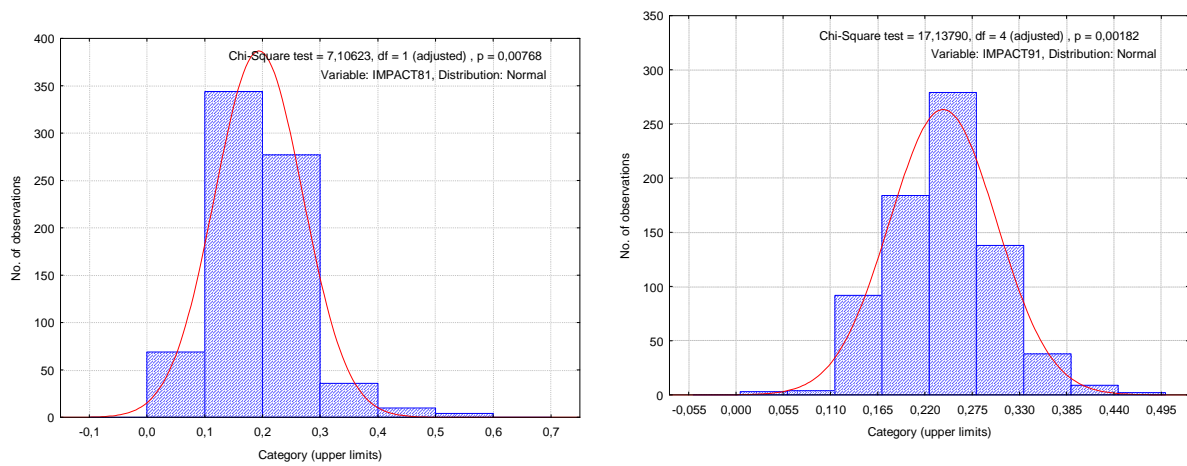 Chi-Square test = 7,10623, df = 1 (adjusted) , p = 0,00768
Variable: IMPACT81, Distribution: Normal
400
350
300
250
200
150
100
50
0
No. of observations
-0,1 0,0 0,1 0,2 0,3 0,4 0,5 0,6 0,7
Category (upper limits)
Chi-Square test = 17,13790, df = 4 (adjusted) , p = 0,00182
Variable: IMPACT91, Distribution: Normal
350
300
250
200
150
100
50
0
No. of observations
-0,055 0,000 0,055 0,110 0,165 0,220 0,275 0,330 0,385 0,440 0,495
Category (upper limits)